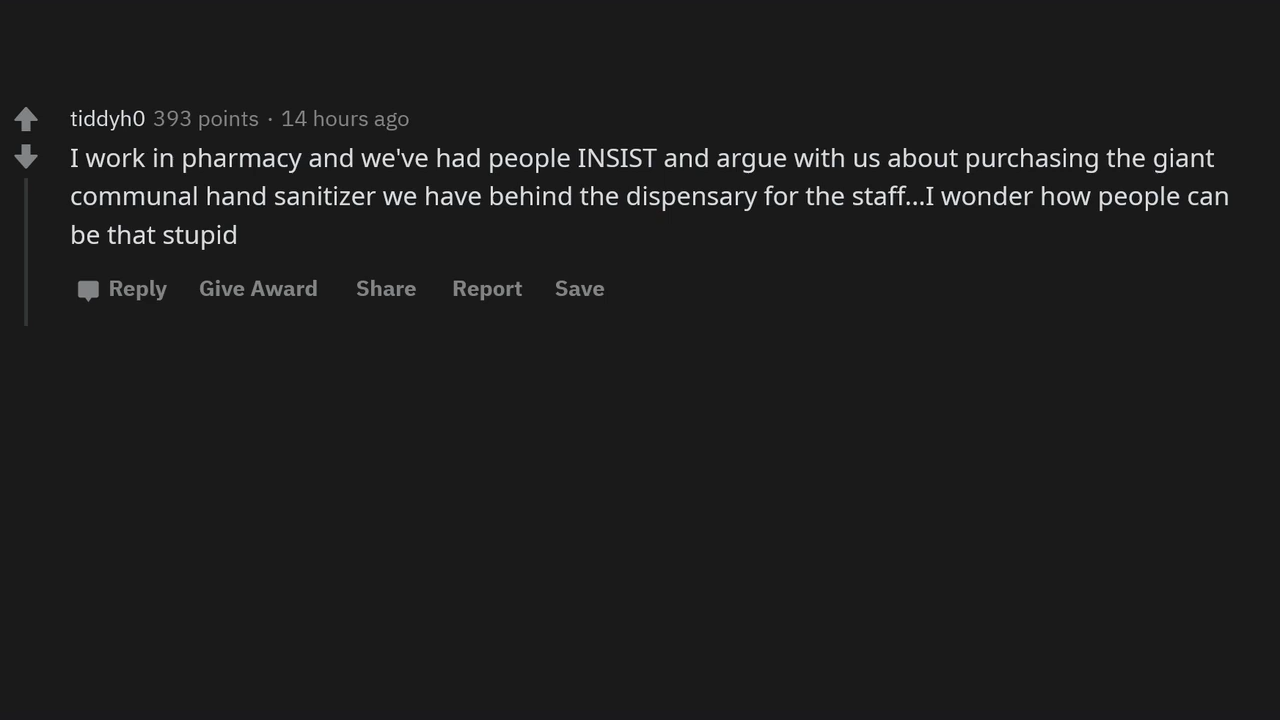 tiddyh0 393 points · 14 hours ago
I work in pharmacy and we've had people INSIST and argue with us about purchasing the giant
communal hand sanitizer we have behind the dispensary for the staff...I wonder how people can
be that stupid
Reply Give Award Share Report Save